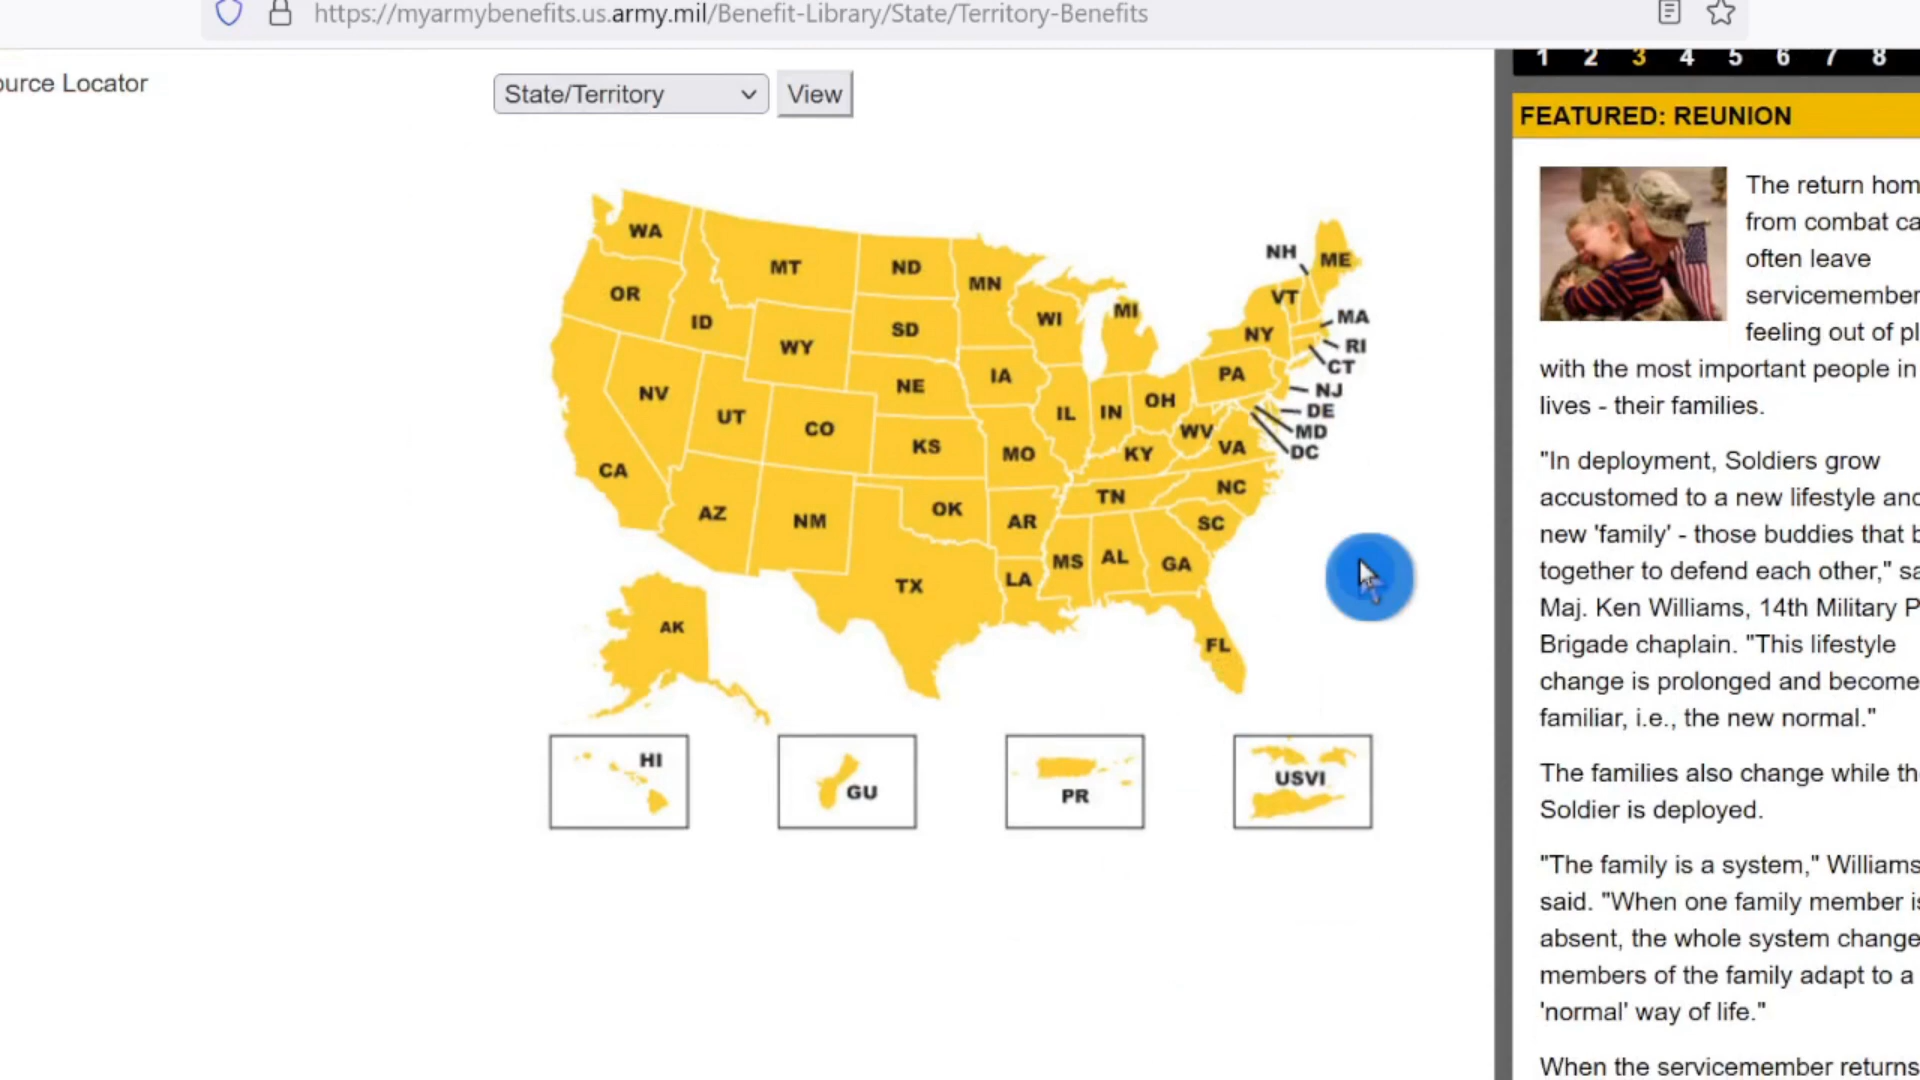 https://myarmybenefits.us.army.mil/Benefit-Library/State/Territory-Benefits
1 2 3 4 5 6 7 8
ource Locator
State/Territory
View
FEATURED: REUNION
The return hom
from combat ca
often leave
servicemember
feeling out of pl
with the most important people in
lives - their families.
"In deployment, Soldiers grow
accustomed to a new lifestyle and
new 'family' - those buddies that b
together to defend each other," sa
Maj. Ken Williams, 14th Military P
Brigade chaplain. "This lifestyle
change is prolonged and become
familiar, i.e., the new normal."
The families also change while th
Soldier is deployed.
"The family is a system," Williams
said. "When one family member is
absent, the whole system change
members of the family adapt to a
'normal' way of life."
When the servicemember returns
WA
MT
ND
MN
NH
ME
OR
ID
SD
WI
MI
VT
MA
WY
NY
RI
CT
NV
NE
IA
PA
NJ
UT
CO
IL
IN
OH
DE
MD
WV
VA
DC
CA
KS
MO
KY
AZ
NM
OK
AR
TN
NC
SC
TX
LA
MS
AL
GA
AK
FL
HI
GU
PR
USVI